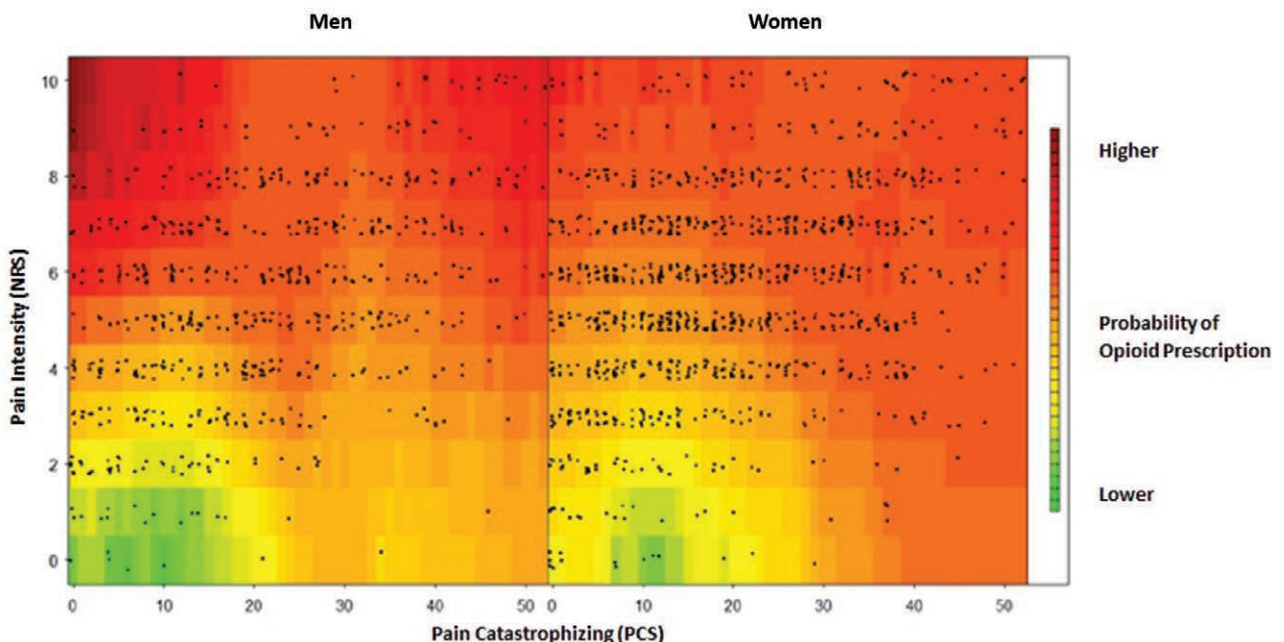 Men
Women
10
8
6
4
2
0
Pain Intensity (NRS)
0
10
20
30
40
50
0
10
20
30
40
50
Pain Catastrophizing (PCS)
Higher
Probability of
Opioid Prescription
Lower